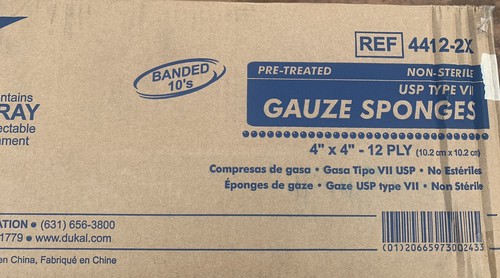 REF 4412-2X
BANDED
10's
PRE-TREATED NON-STERILE
USP TYPE VII
GAUZE SPONGES
ntains
RAY
ectable
ment
4" x 4" - 12 PLY (10.2 cm x 10.2 cm)
Compresas de gasa • Gasa Tipo VII USP • No Estériles
Éponges de gaze • Gaze USP type VII • Non Stérile
ATION • (631) 656-3800
1779 • www.dukal.com
en China, Fabriqué en Chine
(01)20665973002433